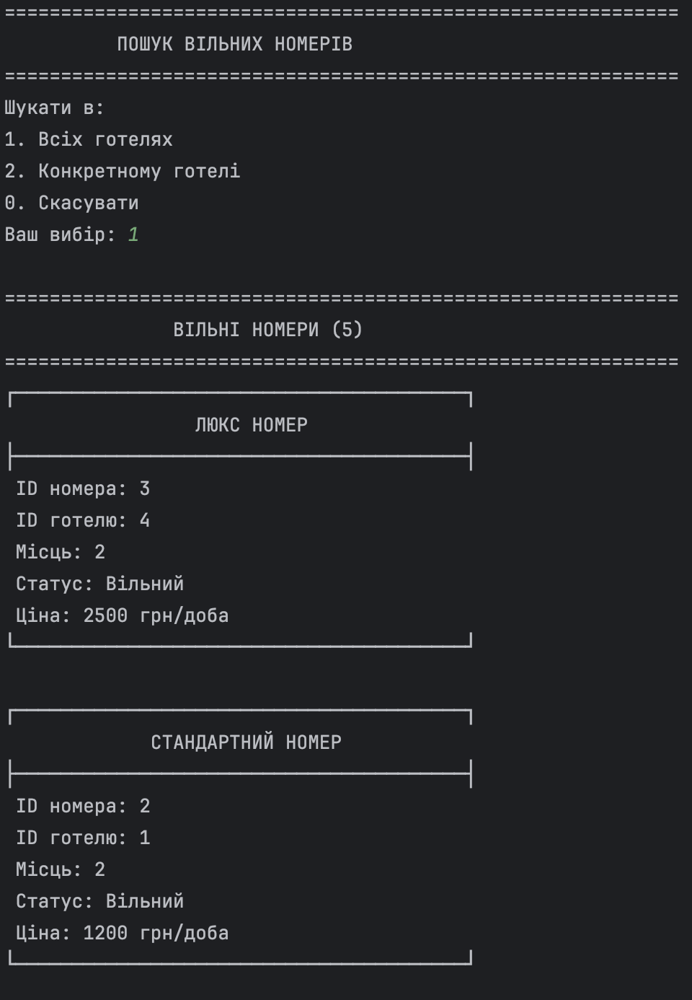 ============================================================
ПОШУК ВІЛЬНИХ НОМЕРІВ
============================================================
Шукати в:
1. Всіх готелях
2. Конкретному готелі
0. Скасувати
Ваш вибір: 1
============================================================
ВІЛЬНІ НОМЕРИ (5)
============================================================
ЛЮКС НОМЕР
ID номера: 3
ID готелю: 4
Місць: 2
Статус: Вільний
Ціна: 2500 грн/доба
СТАНДАРТНИЙ НОМЕР
ID номера: 2
ID готелю: 1
Місць: 2
Статус: Вільний
Ціна: 1200 грн/доба